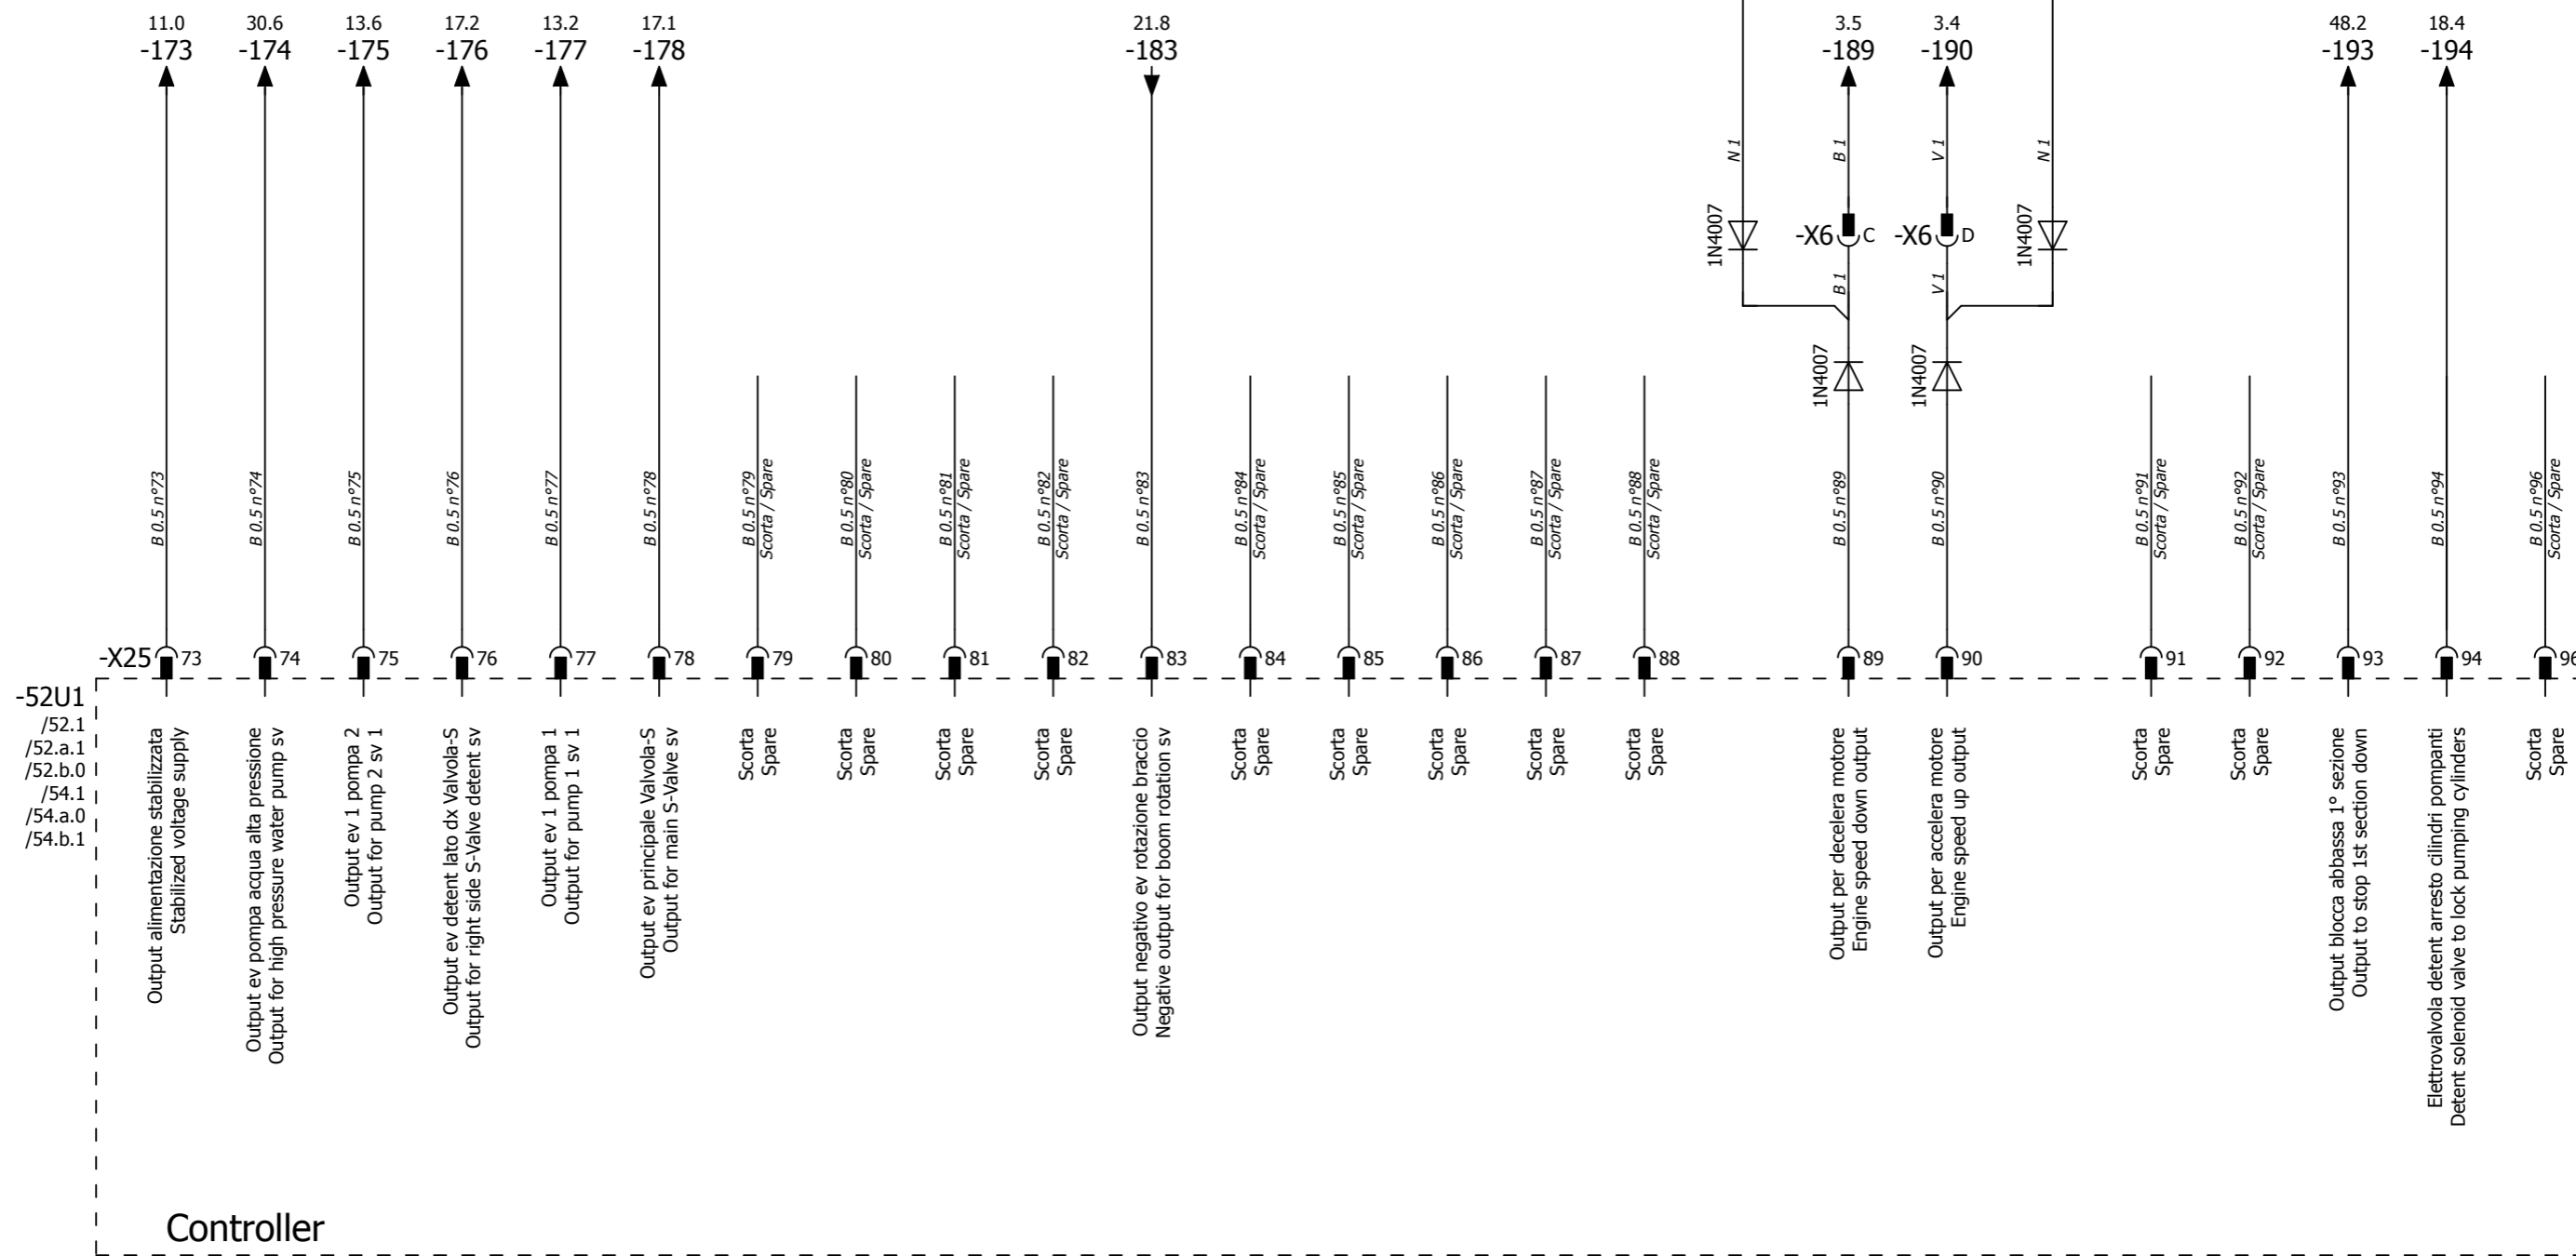 11.0
-173
30.6
-174
13.6
-175
17.2
-176
13.2
-177
17.1
-178
21.8
-183
3.5
-189
3.4
-190
48.2
-193
18.4
-194
N 1
B 1
V 1
N 1
1N4007
-X6 C
-X6 D
1N4007
B 1
V 1
1N4007
1N4007
B 0.5 n°73
B 0.5 n°74
B 0.5 n°75
B 0.5 n°76
B 0.5 n°77
B 0.5 n°78
B 0.5 n°79
Scorta / Spare
B 0.5 n°80
Scorta / Spare
B 0.5 n°81
Scorta / Spare
B 0.5 n°82
Scorta / Spare
B 0.5 n°83
B 0.5 n°84
Scorta / Spare
B 0.5 n°85
Scorta / Spare
B 0.5 n°86
Scorta / Spare
B 0.5 n°87
Scorta / Spare
B 0.5 n°88
Scorta / Spare
B 0.5 n°89
B 0.5 n°90
B 0.5 n°91
Scorta / Spare
B 0.5 n°92
Scorta / Spare
B 0.5 n°93
B 0.5 n°94
B 0.5 n°96
Scorta / Spare
-X25 73 74 75 76 77 78 79 80 81 82 83 84 85 86 87 88 89 90 91 92 93 94 96
-52U1
/52.1
/52.a.1
/52.b.0
/54.1
/54.a.0
/54.b.1
Output alimentazione stabilizzata
Stabilized voltage supply
Output ev pompa acqua alta pressione
Output for high pressure water pump sv
Output ev 1 pompa 2
Output for pump 2 sv 1
Output ev detent lato dx Valvola-S
Output for right side S-Valve detent sv
Output ev 1 pompa 1
Output for pump 1 sv 1
Output ev principale Valvola-S
Output for main S-Valve sv
Scorta
Spare
Scorta
Spare
Scorta
Spare
Scorta
Spare
Output negativo ev rotazione braccio
Negative output for boom rotation sv
Scorta
Spare
Scorta
Spare
Scorta
Spare
Scorta
Spare
Scorta
Spare
Output per decelera motore
Engine speed down output
Output per accelera motore
Engine speed up output
Scorta
Spare
Scorta
Spare
Output blocca abbassa 1° sezione
Output to stop 1st section down
Elettrovalvola detent arresto cilindri pompanti
Detent solenoid valve to lock pumping cylinders
Scorta
Spare
Controller